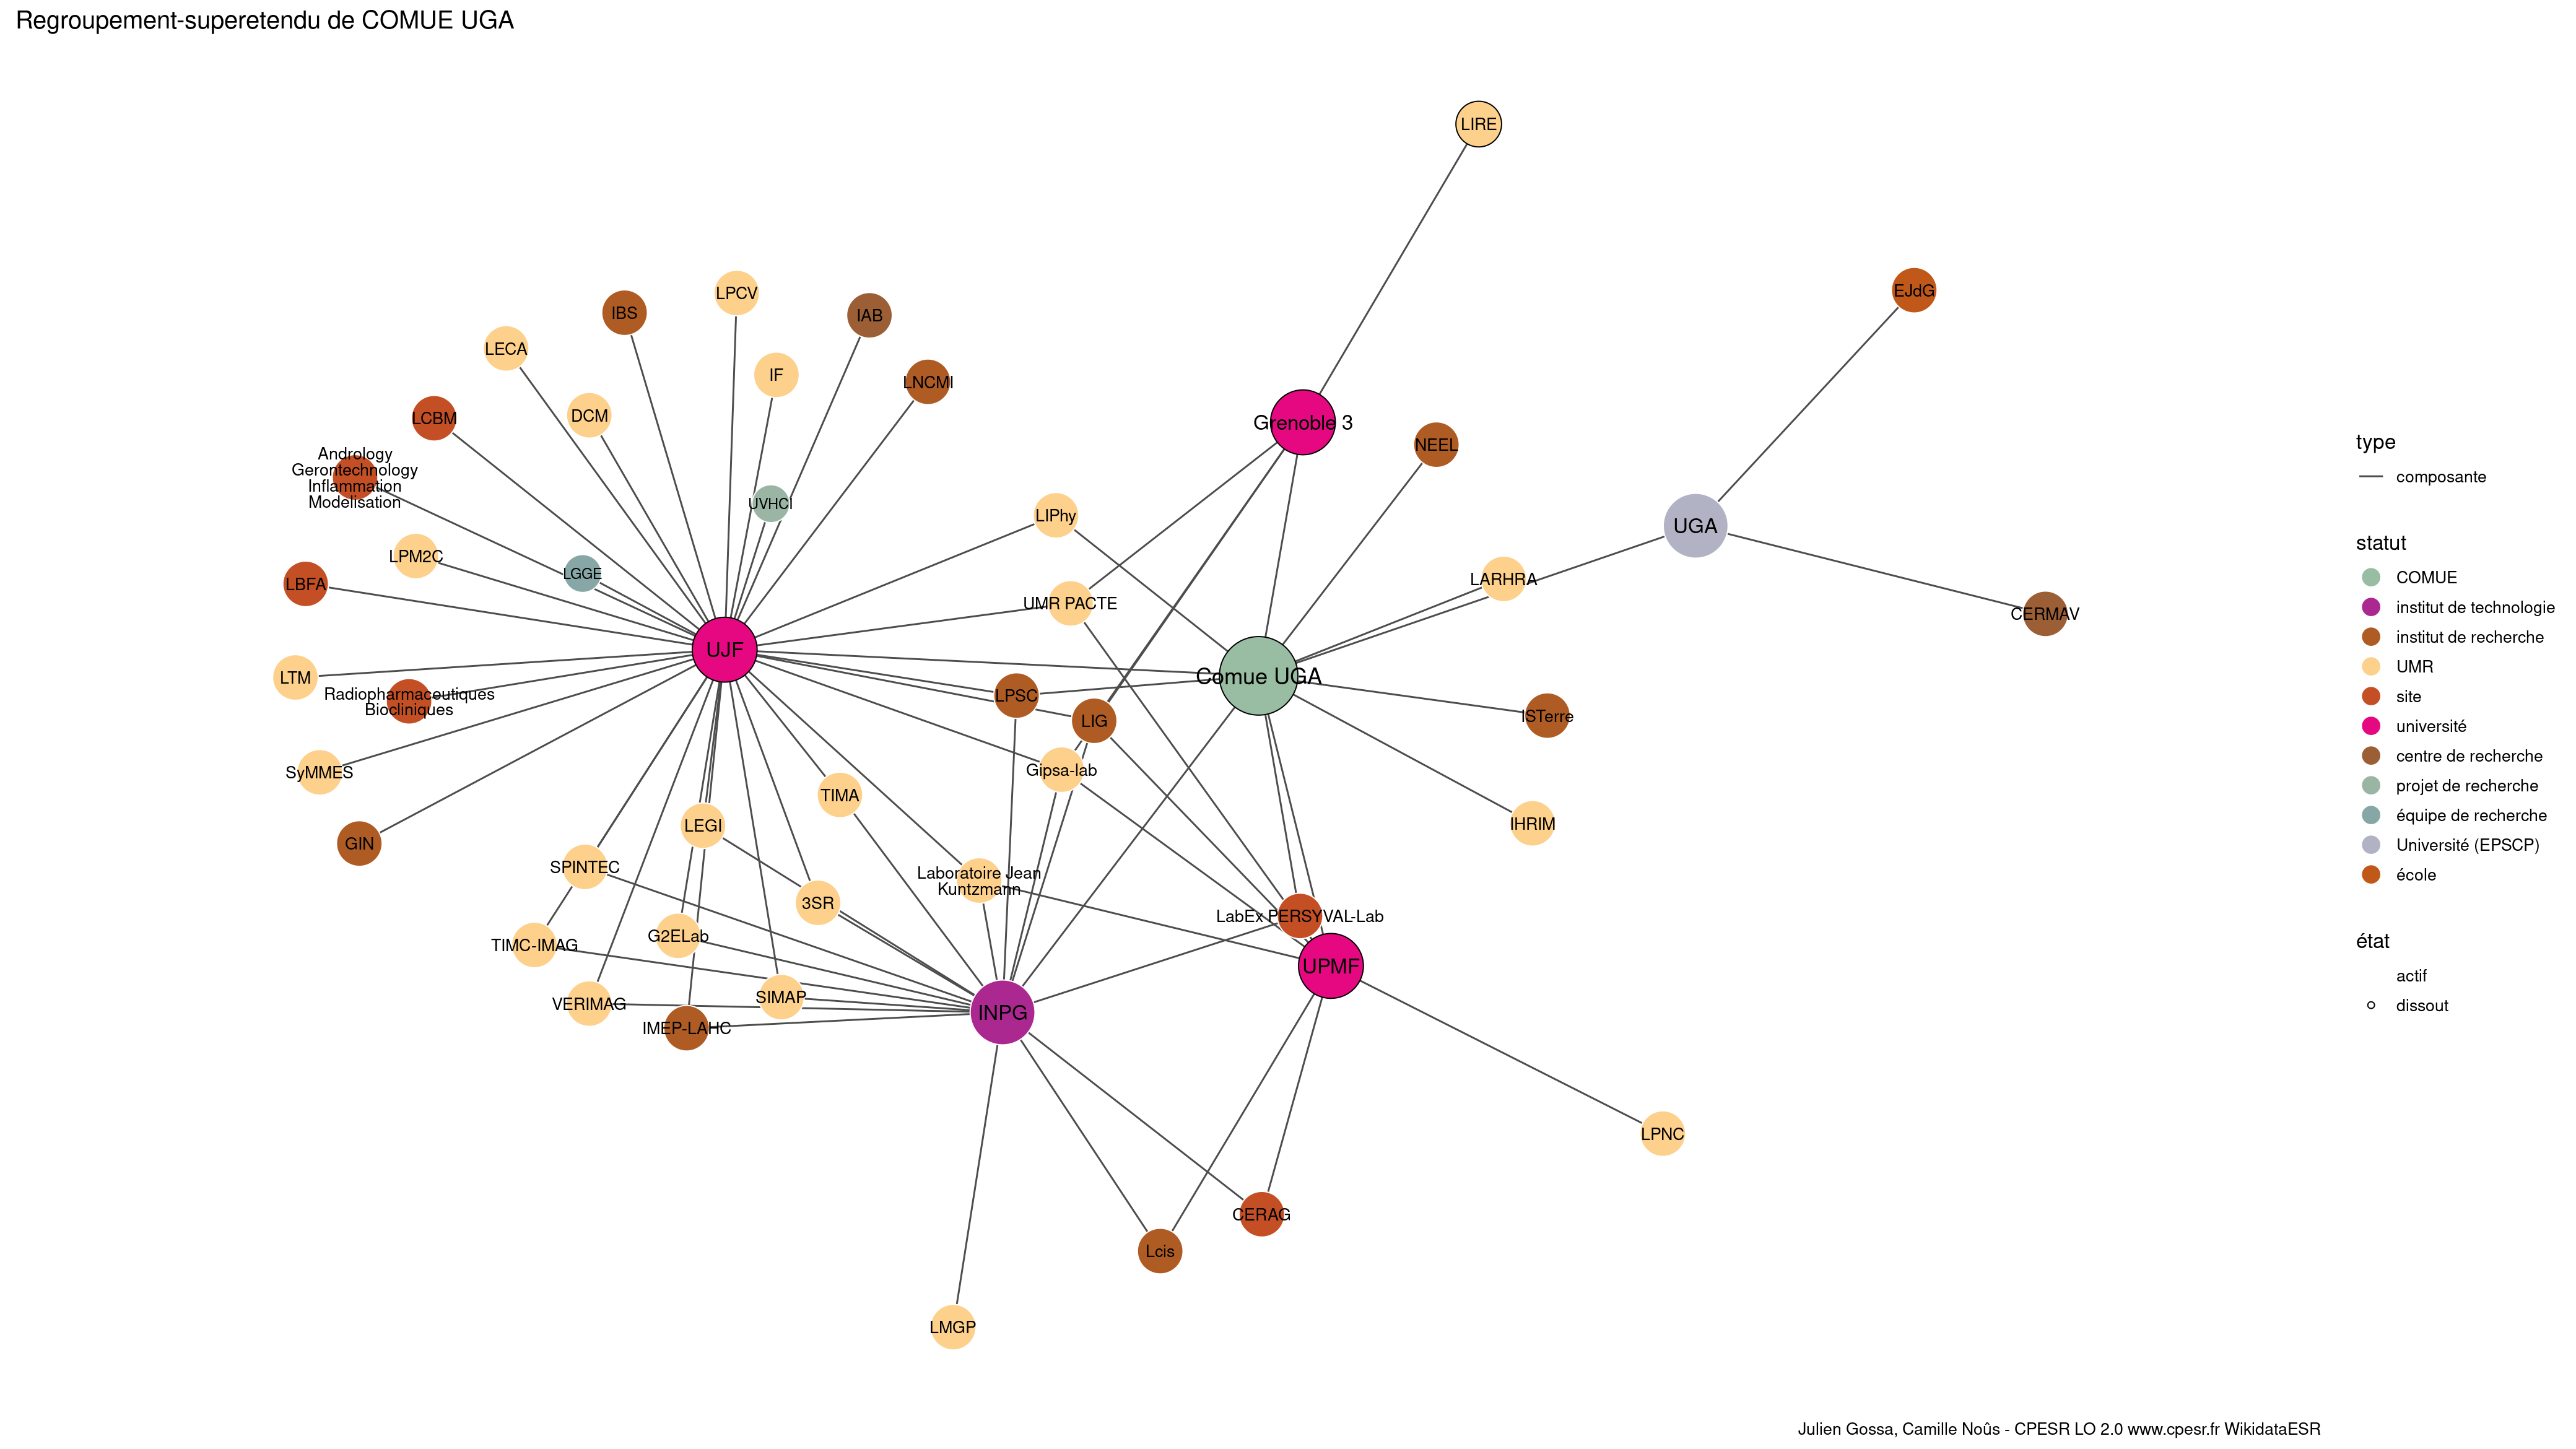 Regroupement-superetendu de COMUE UGA
LIRE
EJdG
LPCV
IBS
IAB
LECA
IF
LNCMI
DCM
LCBM
Grenoble 3
NEEL
Andrology
Gerontechnology
Inflammation
Modelisation
UVHCI
LIPhy
UGA
LPM2C
LGGE
LBFA
UMR PACTE
LARHRA
CERMAV
UJF
Comue UGA
LTM
Radiopharmaceutiques
Biocliniques
LPSC
LIG
ISTerre
SyMMES
Gipsa-lab
TIMA
LEGI
IHRIM
GIN
SPINTEC
Laboratoire Jean
Kuntzmann
3SR
LabEx PERSYVAL-Lab
G2ELab
TIMC-IMAG
UPMF
VERIMAG
SIMAP
INPG
IMEP-LAHC
LPNC
CERAG
Lcis
LMGP
type
composante
statut
COMUE
institut de technologie
institut de recherche
UMR
site
université
centre de recherche
projet de recherche
équipe de recherche
Université (EPSCP)
école
état
actif
dissout
Julien Gossa, Camille Noûs - CPESR LO 2.0 www.cpesr.fr WikidataESR